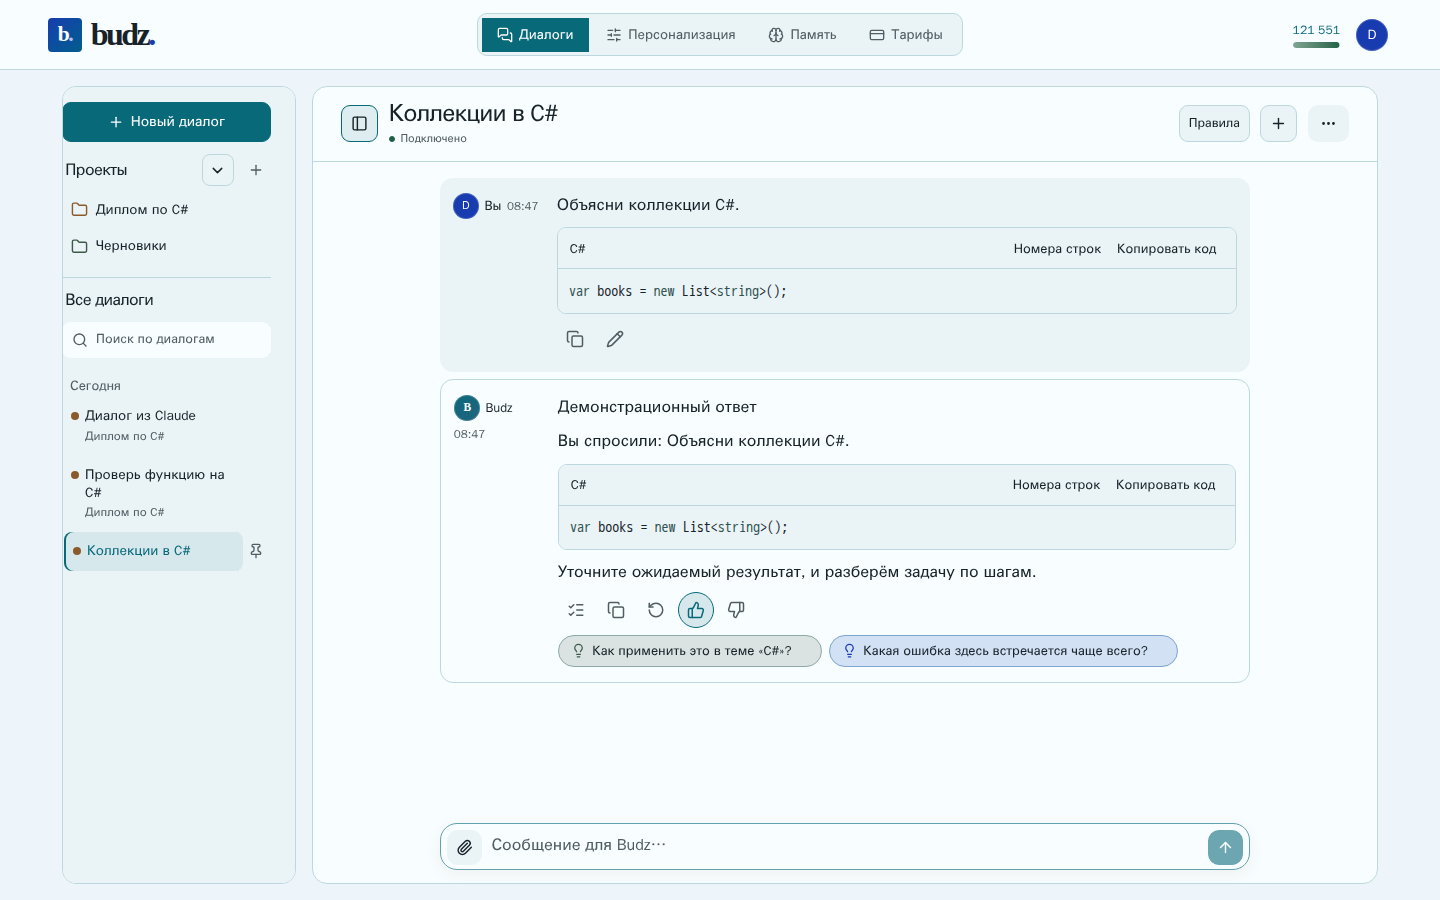 b. budz.
Диалоги
Персонализация
Память
Тарифы
121 551
D
Новый диалог
Проекты
Диплом по C#
Черновики
Все диалоги
Поиск по диалогам
Сегодня
Диалог из Claude
Диплом по C#
Проверь функцию на
C#
Диплом по C#
Коллекции в C#
Коллекции в C#
Подключено
Правила
D Вы 08:47
Объясни коллекции C#.
C#
Номера строк
Копировать код
var books = new List<string>();
B Budz
08:47
Демонстрационный ответ
Вы спросили: Объясни коллекции C#.
C#
Номера строк
Копировать код
var books = new List<string>();
Уточните ожидаемый результат, и разберём задачу по шагам.
Как применить это в теме «C#»?
Какая ошибка здесь встречается чаще всего?
Сообщение для Budz···